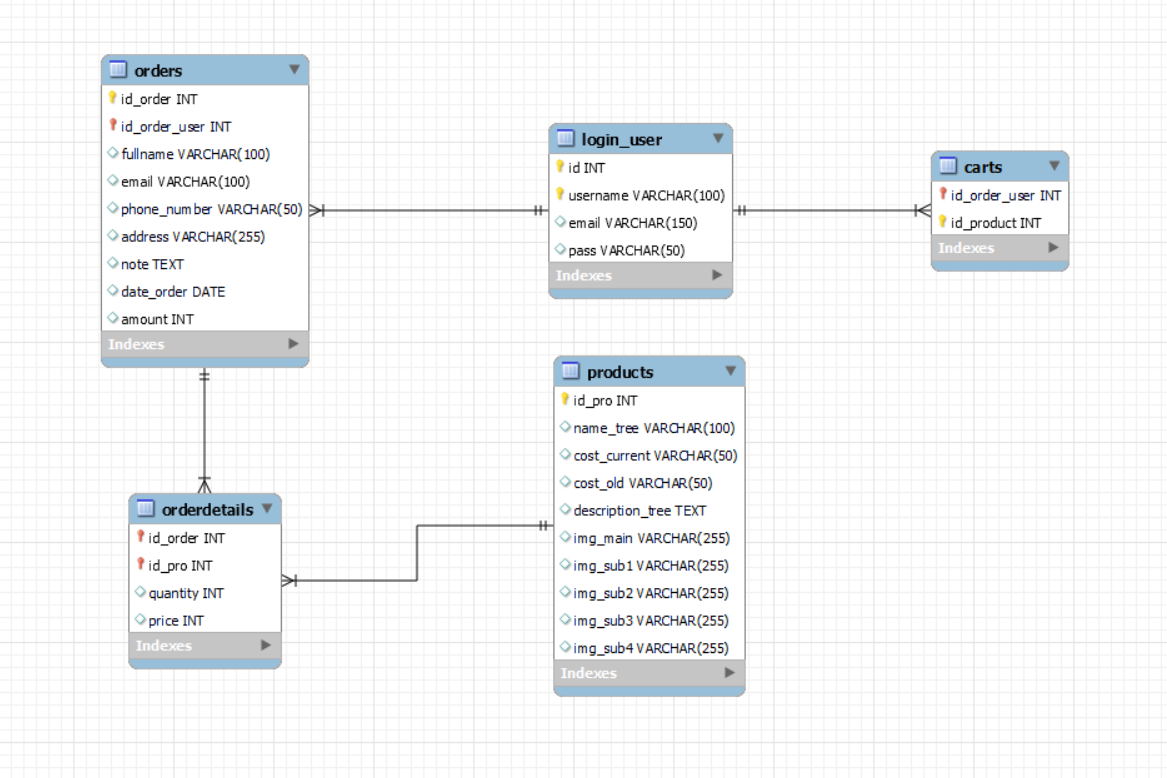 orders
id_order INT
id_order_user INT
fullname VARCHAR(100)
email VARCHAR(100)
phone_number VARCHAR(50)
address VARCHAR(255)
note TEXT
date_order DATE
amount INT
Indexes
login_user
id INT
username VARCHAR(100)
email VARCHAR(150)
pass VARCHAR(50)
Indexes
carts
id_order_user INT
id_product INT
Indexes
products
id_pro INT
name_tree VARCHAR(100)
cost_current VARCHAR(50)
cost_old VARCHAR(50)
description_tree TEXT
img_main VARCHAR(255)
img_sub1 VARCHAR(255)
img_sub2 VARCHAR(255)
img_sub3 VARCHAR(255)
img_sub4 VARCHAR(255)
Indexes
orderdetails
id_order INT
id_pro INT
quantity INT
price INT
Indexes